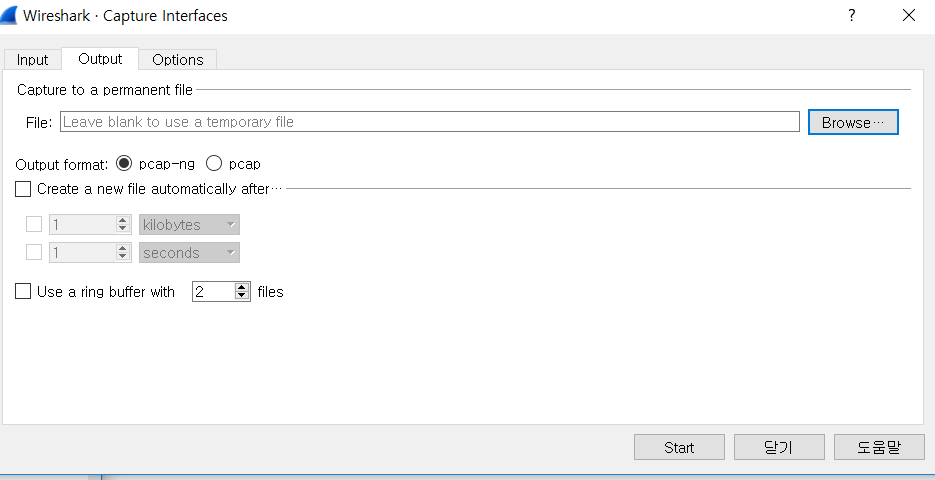 Wireshark · Capture Interfaces ?
Input Output Options
Capture to a permanent file
File: Leave blank to use a temporary file Browse···
Output format: pcap-ng pcap
Create a new file automatically after···
1 kilobytes
1 seconds
Use a ring buffer with 2 files
Start 닫기 도움말